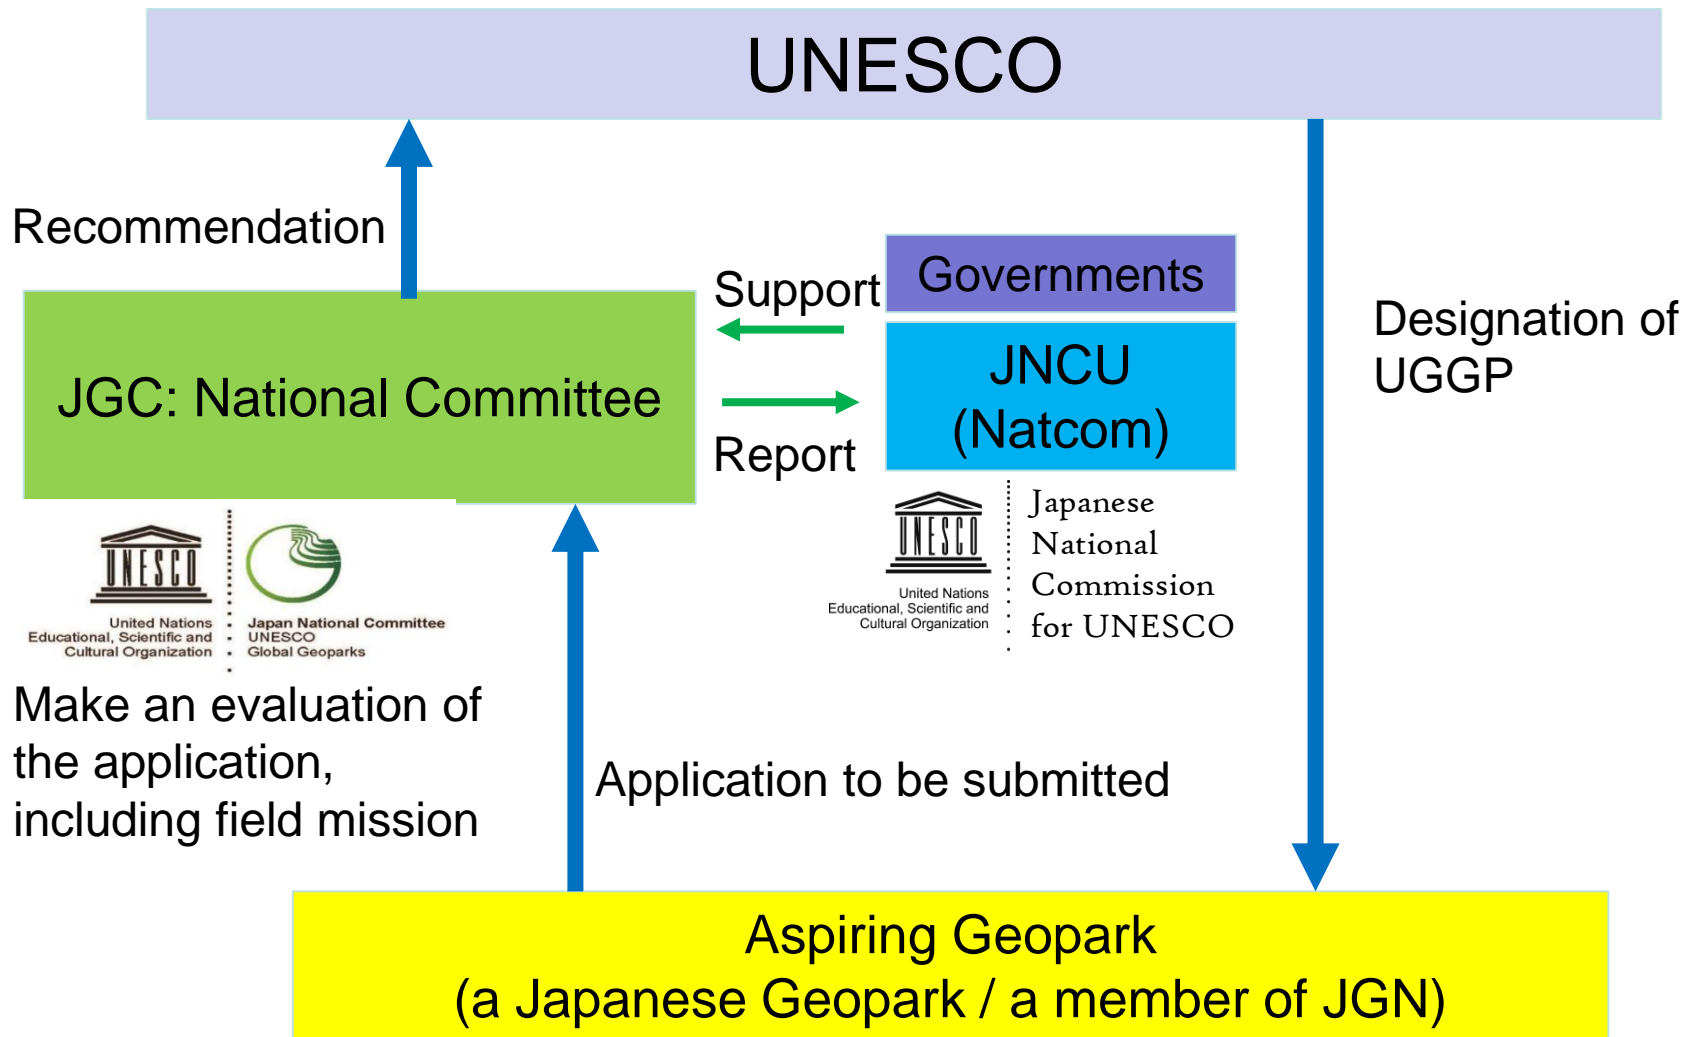 UNESCO
Recommendation
Support
Governments
JGC: National Committee
JNCU
(Natcom)
Report
Designation of
UGGP
UNESCO
United Nations
Educational, Scientific and
Cultural Organization
Japan National Committee
UNESCO
Global Geoparks
UNESCO
United Nations
Educational, Scientific and
Cultural Organization
Japanese
National
Commission
for UNESCO
Make an evaluation of
the application,
including field mission
Application to be submitted
Aspiring Geopark
(a Japanese Geopark / a member of JGN)